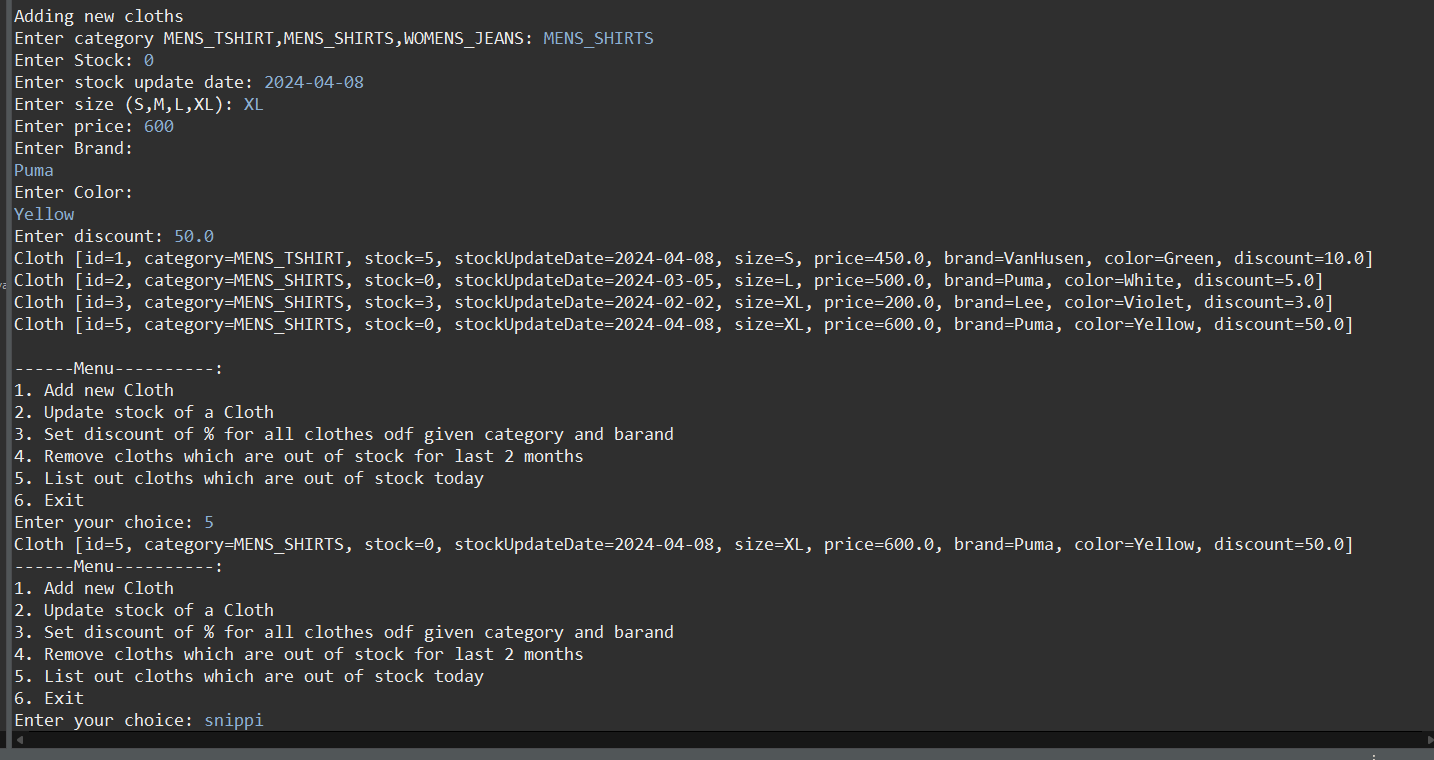 Adding new cloths
Enter category MENS_TSHIRT,MENS_SHIRTS,WOMENS_JEANS: MENS_SHIRTS
Enter Stock: 0
Enter stock update date: 2024-04-08
Enter size (S,M,L,XL): XL
Enter price: 600
Enter Brand:
Puma
Enter Color:
Yellow
Enter discount: 50.0
Cloth [id=1, category=MENS_TSHIRT, stock=5, stockUpdateDate=2024-04-08, size=S, price=450.0, brand=VanHusen, color=Green, discount=10.0]
Cloth [id=2, category=MENS_SHIRTS, stock=0, stockUpdateDate=2024-03-05, size=L, price=500.0, brand=Puma, color=White, discount=5.0]
Cloth [id=3, category=MENS_SHIRTS, stock=3, stockUpdateDate=2024-02-02, size=XL, price=200.0, brand=Lee, color=Violet, discount=3.0]
Cloth [id=5, category=MENS_SHIRTS, stock=0, stockUpdateDate=2024-04-08, size=XL, price=600.0, brand=Puma, color=Yellow, discount=50.0]
------Menu----------:
1. Add new Cloth
2. Update stock of a Cloth
3. Set discount of % for all clothes odf given category and barand
4. Remove cloths which are out of stock for last 2 months
5. List out cloths which are out of stock today
6. Exit
Enter your choice: 5
Cloth [id=5, category=MENS_SHIRTS, stock=0, stockUpdateDate=2024-04-08, size=XL, price=600.0, brand=Puma, color=Yellow, discount=50.0]
------Menu----------:
1. Add new Cloth
2. Update stock of a Cloth
3. Set discount of % for all clothes odf given category and barand
4. Remove cloths which are out of stock for last 2 months
5. List out cloths which are out of stock today
6. Exit
Enter your choice: snippi